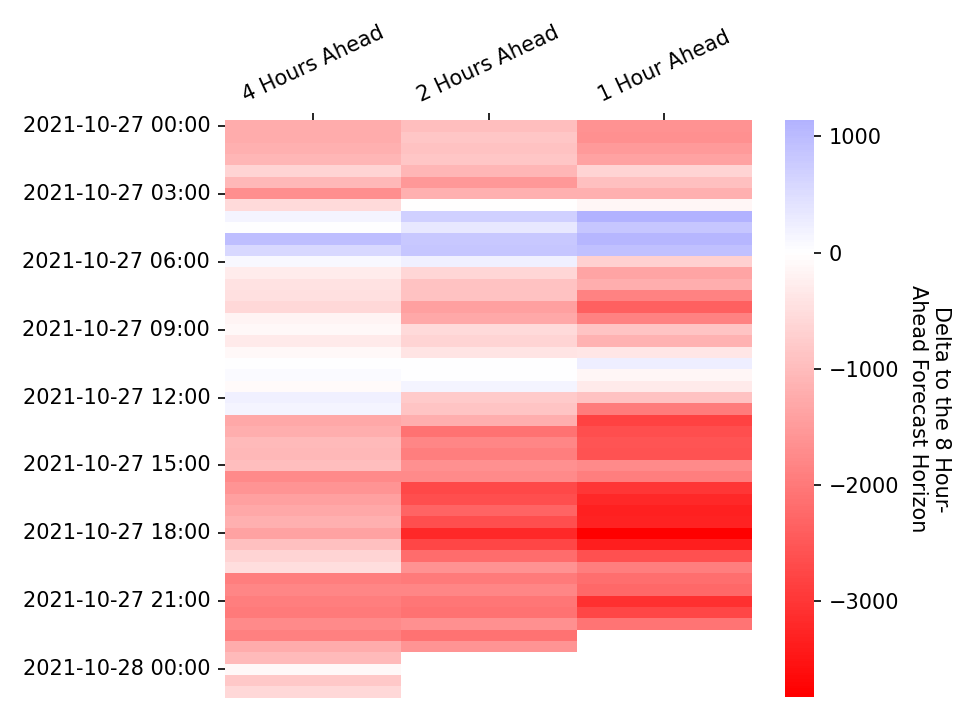 4 Hours Ahead
2 Hours Ahead
1 Hour Ahead
2021-10-27 00:00
2021-10-27 03:00
2021-10-27 06:00
2021-10-27 09:00
2021-10-27 12:00
2021-10-27 15:00
2021-10-27 18:00
2021-10-27 21:00
2021-10-28 00:00
1000
0
−1000
−2000
−3000
Delta to the 8 Hour-
Ahead Forecast Horizon